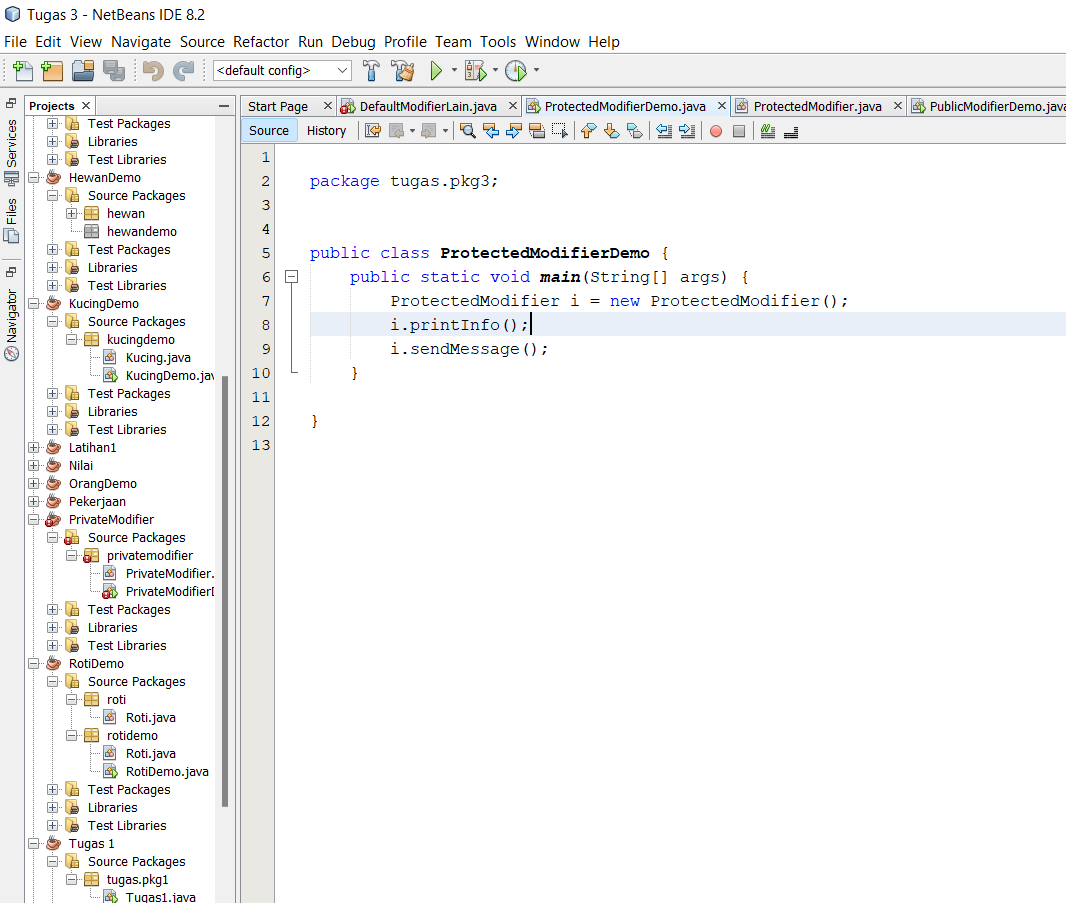 Tugas 3 - NetBeans IDE 8.2
File Edit View Navigate Source Refactor Run Debug Profile Team Tools Window Help
<default config>
Services
Files
Navigator
Projects
Test Packages
Libraries
Test Libraries
HewanDemo
Source Packages
hewan
hewandemo
Test Packages
Libraries
Test Libraries
KucingDemo
Source Packages
kucingdemo
Kucing.java
KucingDemo.jav
Test Packages
Libraries
Test Libraries
Latihan1
Nilai
OrangDemo
Pekerjaan
PrivateModifier
Source Packages
privatemodifier
PrivateModifier.
PrivateModifierD
Test Packages
Libraries
Test Libraries
RotiDemo
Source Packages
roti
Roti.java
rotidemo
Roti.java
RotiDemo.java
Test Packages
Libraries
Test Libraries
Tugas 1
Source Packages
tugas.pkg1
Tugas1.java
Start Page DefaultModifierLain.java ProtectedModifierDemo.java ProtectedModifier.java PublicModifierDemo.java
Source History
1
2 package tugas.pkg3;
3
4
5 public class ProtectedModifierDemo {
6 public static void main(String[] args) {
7 ProtectedModifier i = new ProtectedModifier();
8 i.printInfo();
9 i.sendMessage();
10 }
11
12 }
13